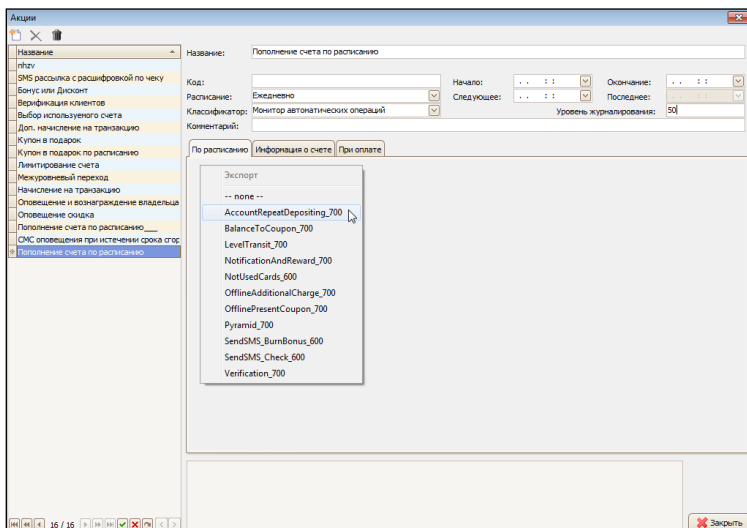 Акции
Название
nhzv
SMS рассылка с расшифровкой по чеку
Бонус или Дисконт
Верификация клиентов
Выбор используемого счета
Доп. начисление на транзакцию
Купон в подарок
Купон в подарок по расписанию
Лимитирование счета
Межуровневый переход
Начисление на транзакцию
Оповещение и вознаграждение владельца
Оповещение скидка
Пополнение счета по расписанию___
СМС оповещения при истечении срока сгор
Пополнение счета по расписанию
16 / 16
Название: Пополнение счета по расписанию
Код: Начало: . . : : Окончание: . . : :
Расписание: Ежедневно Следующее: . . : : Последнее: . . : :
Классификатор: Монитор автоматических операций Уровень журналирования: 50
Комментарий:
По расписанию Информация о счете При оплате
Экспорт
-- none --
AccountRepeatDepositing_700
BalanceToCoupon_700
LevelTransit_700
NotificationAndReward_700
NotUsedCards_600
OfflineAdditionalCharge_700
OfflinePresentCoupon_700
Pyramid_700
SendSMS_BurnBonus_600
SendSMS_Check_600
Verification_700
Закрыть